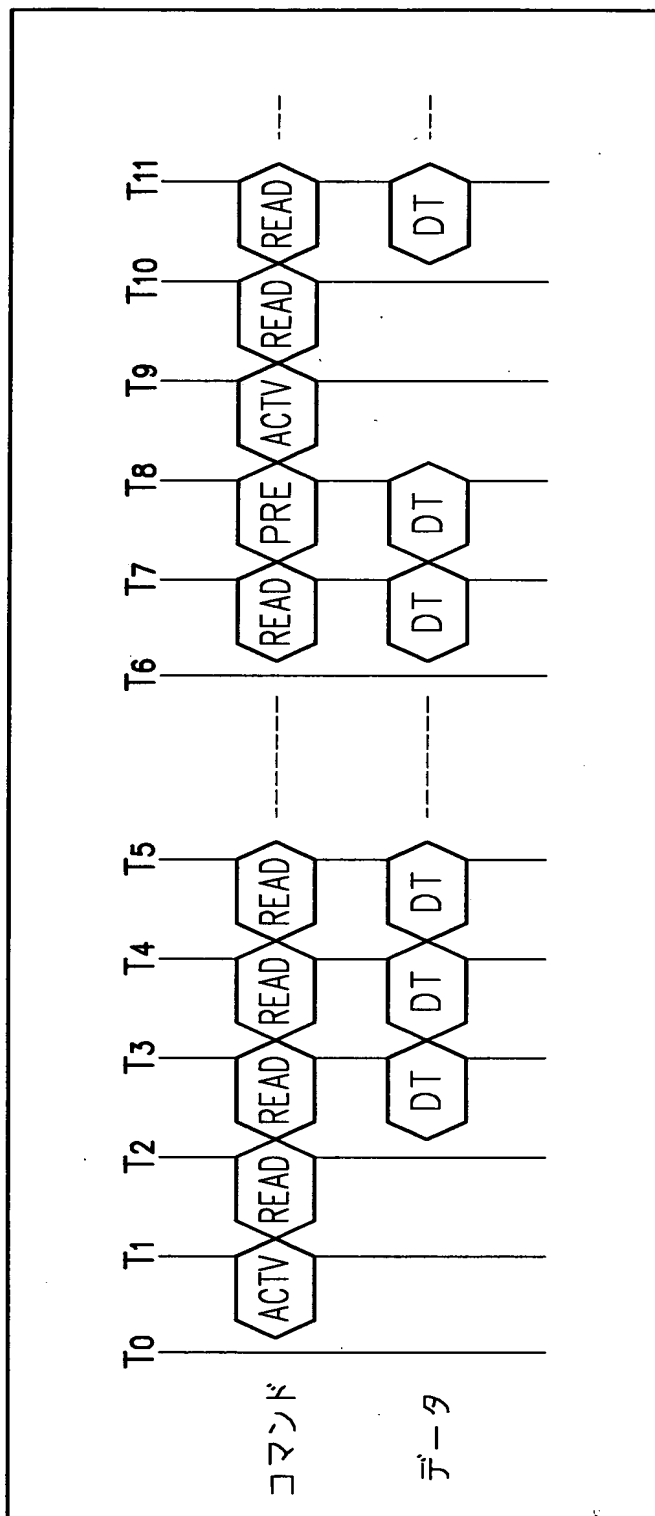 T0 T1 T2 T3 T4 T5 T6 T7 T8 T9 T10 T11
コマンド ACTV READ READ READ READ READ PRE ACTV READ READ
データ DT DT DT DT DT DT